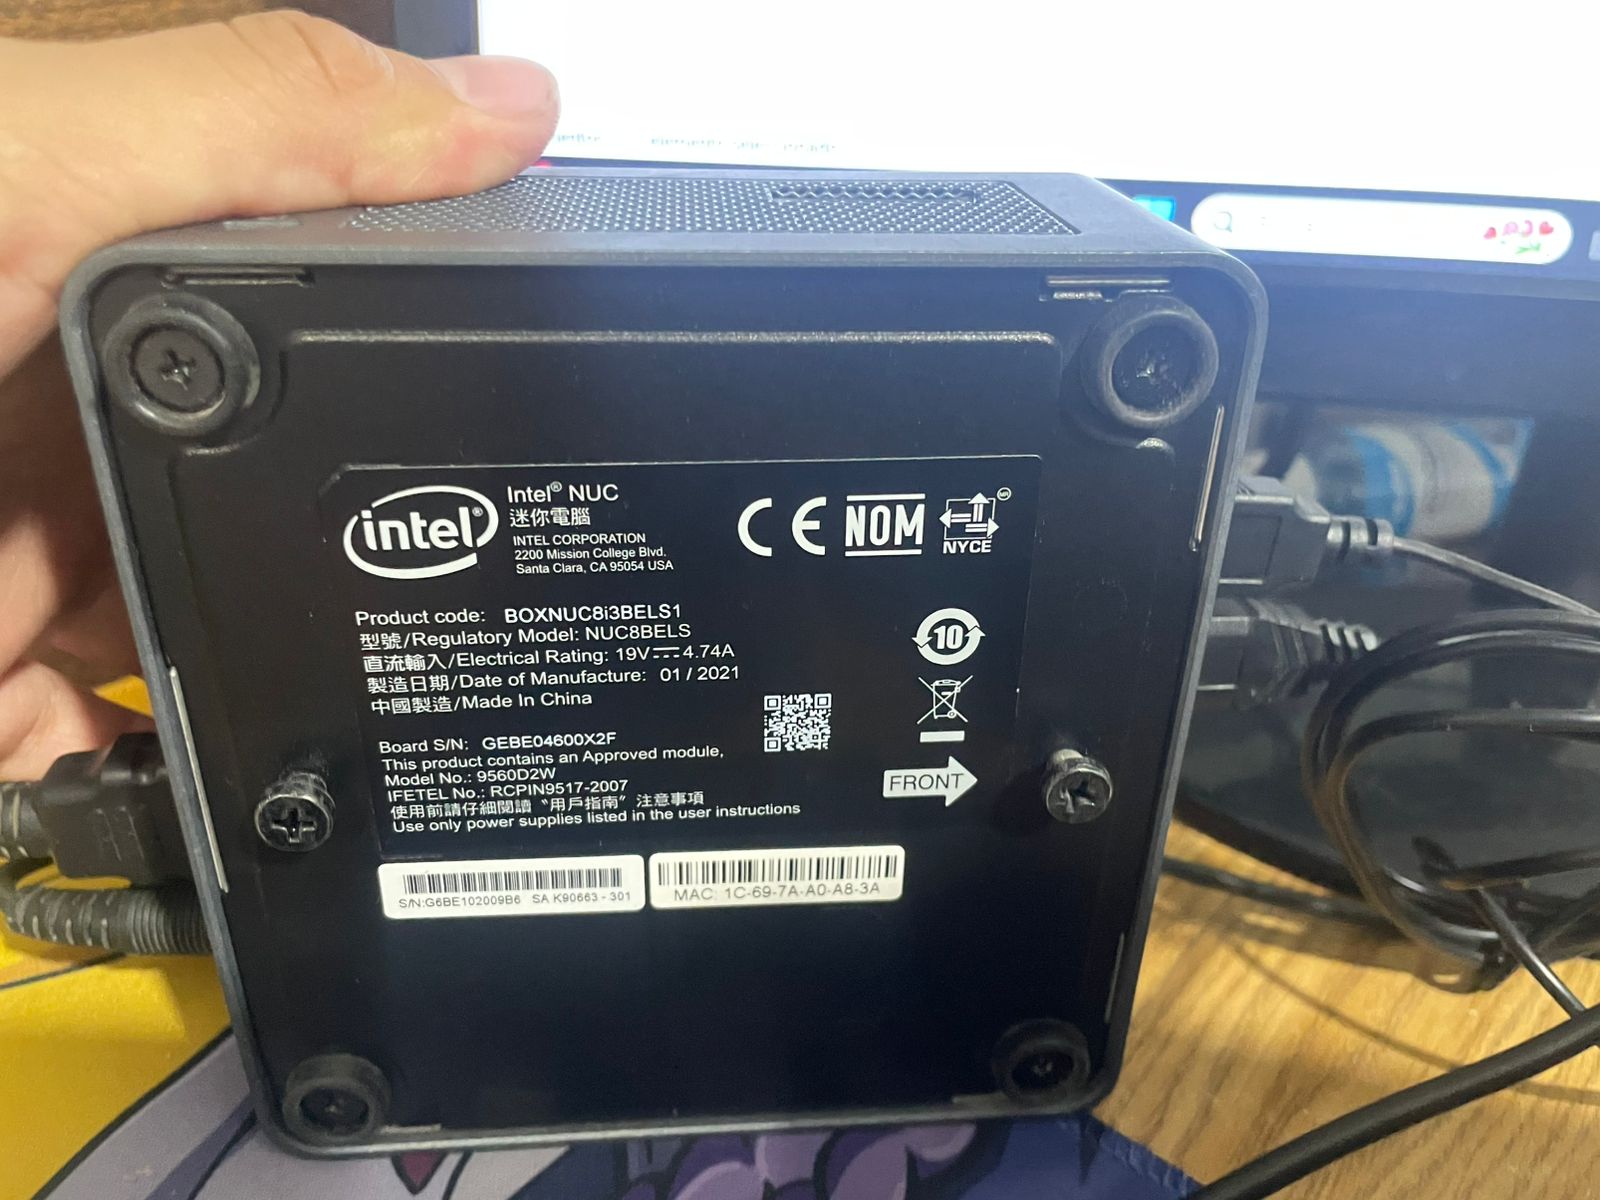 intel®
Intel® NUC
迷你電腦
INTEL CORPORATION
2200 Mission College Blvd.
Santa Clara, CA 95054 USA
CE NOM NYCE MR
Product code: BOXNUC8i3BELS1
型號/Regulatory Model: NUC8BELS
直流輸入/Electrical Rating: 19V⎓4.74A
製造日期/Date of Manufacture: 01 / 2021
中國製造/Made In China
10
Board S/N: GEBE04600X2F
This product contains an Approved module,
Model No.: 9560D2W
IFETEL No.: RCPIN9517-2007
使用前請仔細閱讀“用戶指南”注意事項
Use only power supplies listed in the user instructions
FRONT
S/N:G6BE102009B6 SA K90663 - 301
MAC: 1C-69-7A-A0-A8-3A